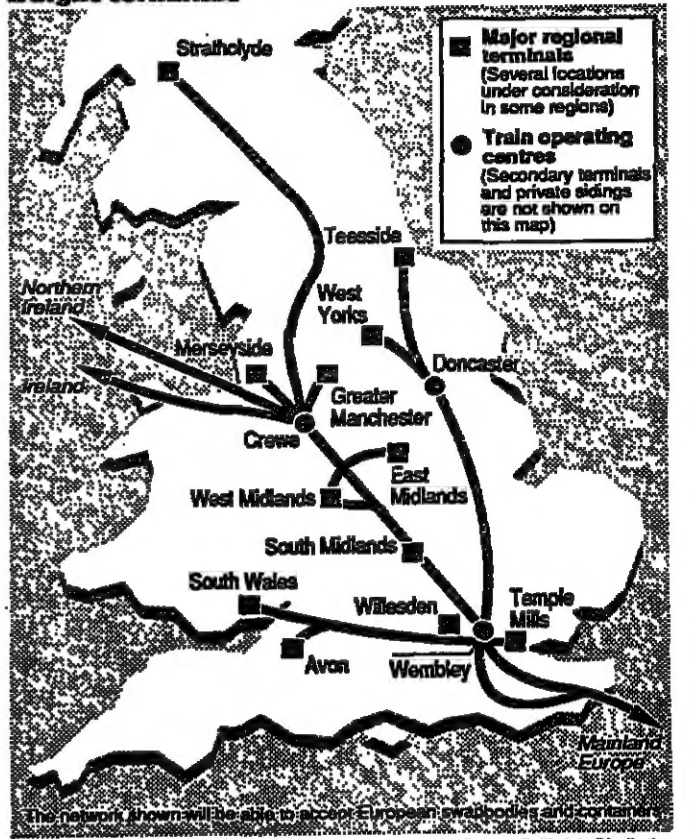 freight terminals
Strathclyde
Major regional
terminals
(Several locations
under consideration
in some regions)
Train operating
centres
(Secondary terminals
and private sidings
are not shown on
this map)
Teesside
Northern
Ireland
West
Yorks
Merseyside
Doncaster
Ireland
Greater
Manchester
Crewe
East
Midlands
West Midlands
South Midlands
South Wales
Willesden
Temple
Mills
Avon
Wembley
Mainland
Europe
The network shown will be able to accept European swapbodies and containers